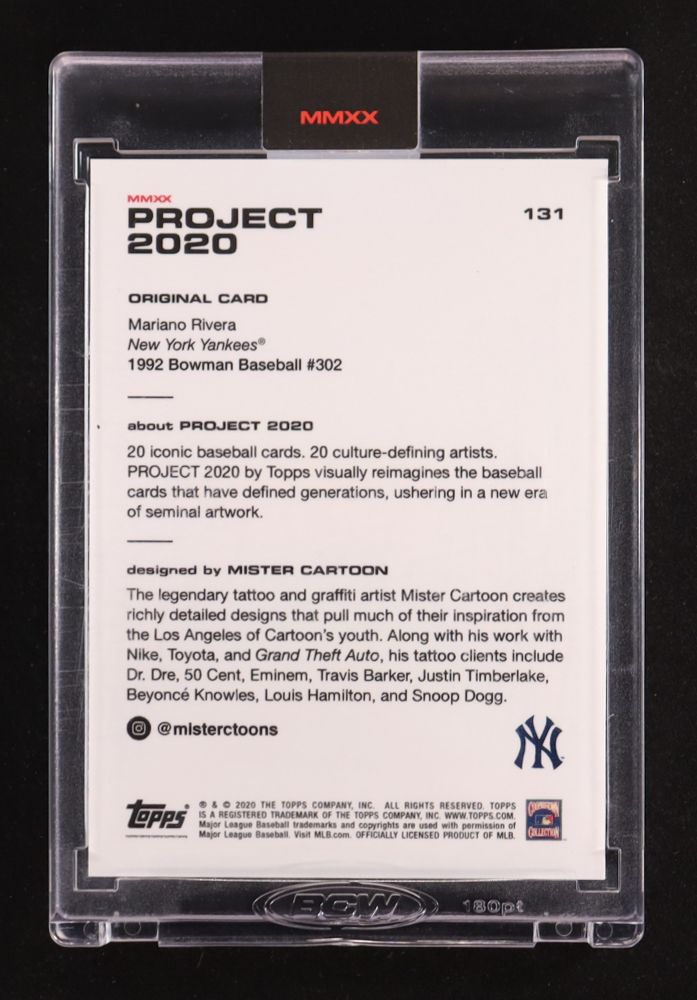 MMXX
MMXX
PROJECT 131
2020
ORIGINAL CARD
Mariano Rivera
New York Yankees®
1992 Bowman Baseball #302
about PROJECT 2020
20 iconic baseball cards. 20 culture-defining artists.
PROJECT 2020 by Topps visually reimagines the baseball
cards that have defined generations, ushering in a new era
of seminal artwork.
designed by MISTER CARTOON
The legendary tattoo and graffiti artist Mister Cartoon creates
richly detailed designs that pull much of their inspiration from
the Los Angeles of Cartoon's youth. Along with his work with
Nike, Toyota, and Grand Theft Auto, his tattoo clients include
Dr. Dre, 50 Cent, Eminem, Travis Barker, Justin Timberlake,
Beyoncé Knowles, Louis Hamilton, and Snoop Dogg.
@misterctoons
NY
Topps
® & © 2020 THE TOPPS COMPANY, INC. ALL RIGHTS RESERVED. TOPPS
IS A REGISTERED TRADEMARK OF THE TOPPS COMPANY, INC. WWW.TOPPS.COM.
Major League Baseball trademarks and copyrights are used with permission of
Major League Baseball. Visit MLB.com. OFFICIALLY LICENSED PRODUCT OF MLB.
COOPERSTOWN
COLLECTION
BCW 180pt